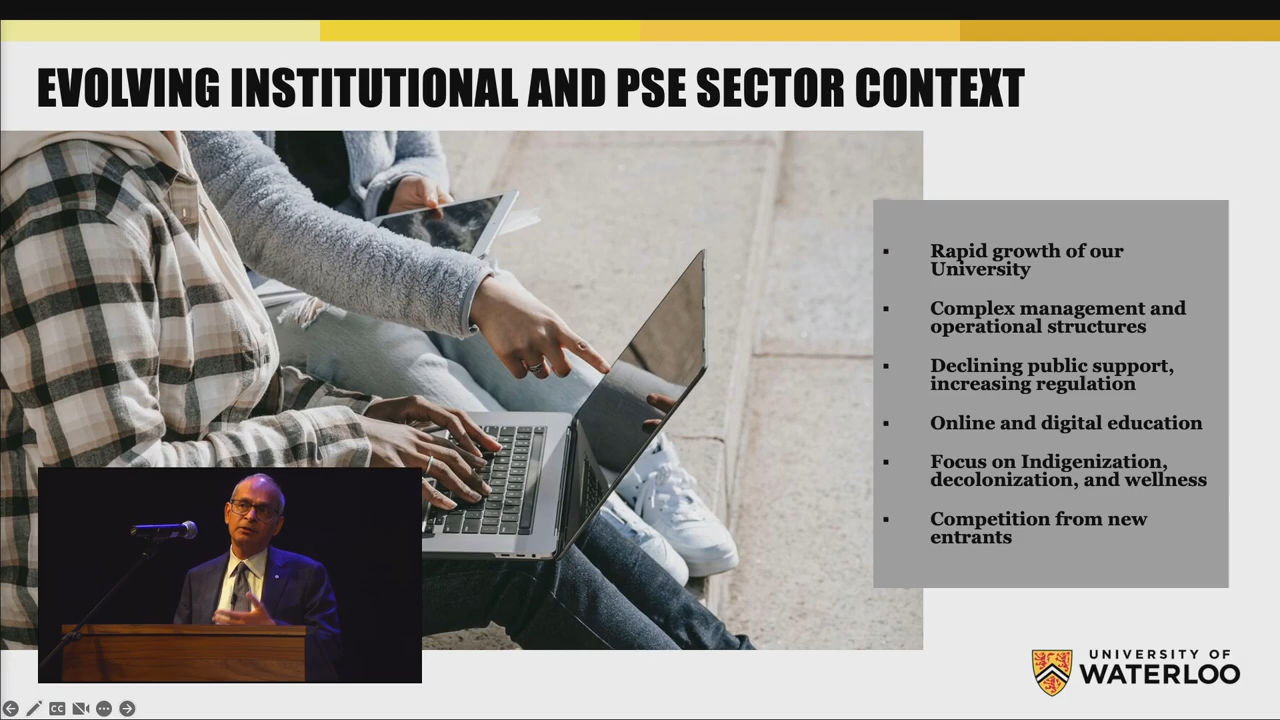 EVOLVING INSTITUTIONAL AND PSE SECTOR CONTEXT
▪ Rapid growth of our
University
▪ Complex management and
operational structures
▪ Declining public support,
increasing regulation
▪ Online and digital education
▪ Focus on Indigenization,
decolonization, and wellness
▪ Competition from new
entrants
UNIVERSITY OF
WATERLOO
CC